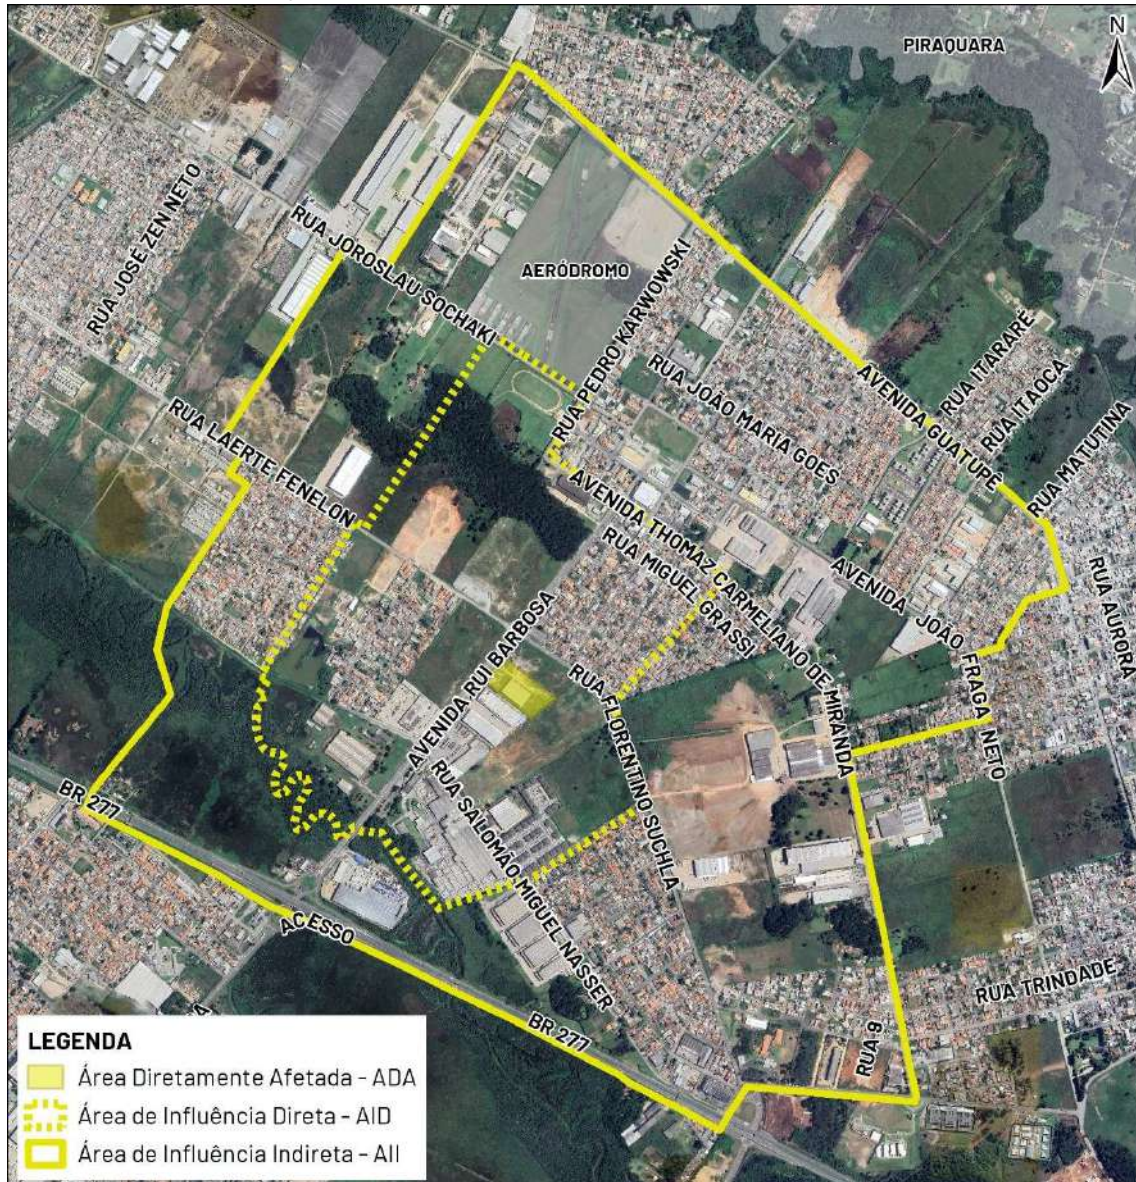 N
PIRAQUARA
RUA JOSÉ ZEN NETO
RUA JOROSLAU SOCHAKI
AERÓDROMO
RUA PEDRO KARWOWSKI
RUA JOÃO MARIA GOES
AVENIDA GUATUPÊ
RUA ITARARÉ
RUA ITAOCA
RUA MATUTINA
RUA LAERTE FENELON
AVENIDA THOMAZ CARMELIANO DE MIRANDA
RUA MIGUEL GRASSI
AVENIDA JOÃO FRAGA NETO
RUA AURORA
AVENIDA RUI BARBOSA
RUA FLORENTINO SUCHLA
RUA SALOMÃO MIGUEL NASSER
BR 277
ACESSO
BR 277
RUA 9
RUA TRINDADE
LEGENDA
Área Diretamente Afetada - ADA
Área de Influência Direta - AID
Área de Influência Indireta - AII